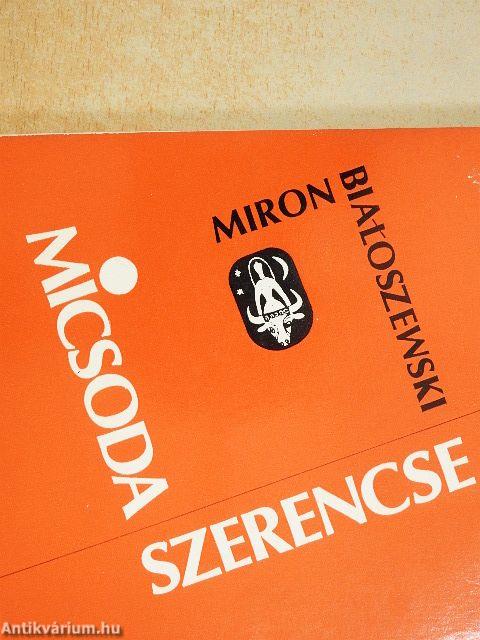 MIRON
BIAŁOSZEWSKI
MICSODA
SZERENCSE
Antikvárium.hu